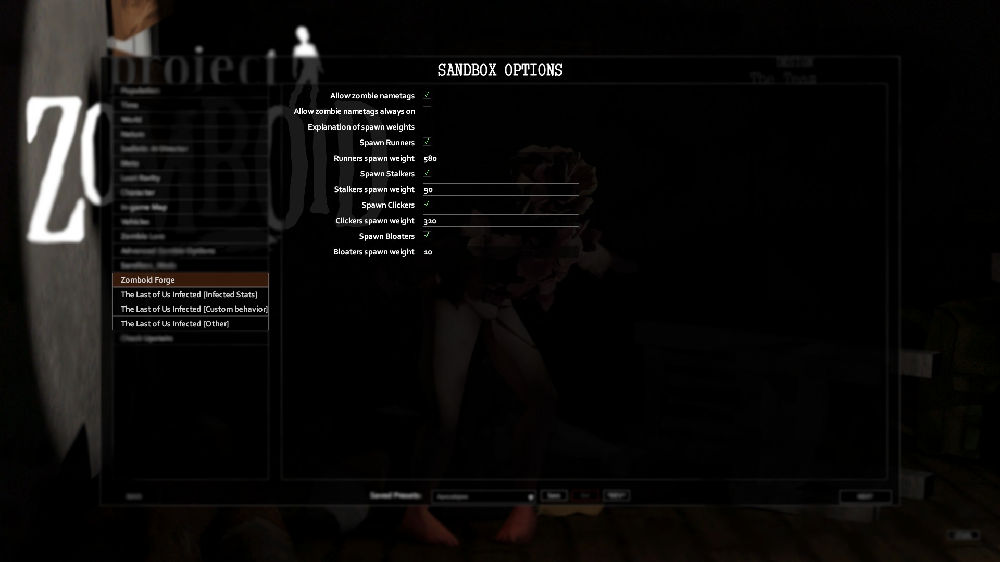 project
ZOMBOID
SANDBOX OPTIONS
DESIGN
The Team
Population
Time
World
Nature
Sadistic AI Director
Meta
Loot Rarity
Character
In-game Map
Vehicles
Zombie Lore
Advanced Zombie Options
Zomboid Forge
The Last of Us Infected [Infected Stats]
The Last of Us Infected [Custom behavior]
The Last of Us Infected [Other]
Allow zombie nametags
Allow zombie nametags always on
Explanation of spawn weights
Spawn Runners
Runners spawn weight 580
Spawn Stalkers
Stalkers spawn weight 90
Spawn Clickers
Clickers spawn weight 320
Spawn Bloaters
Bloaters spawn weight 10
BACK
Saved Presets:
Apocalypse
Save
NEXT